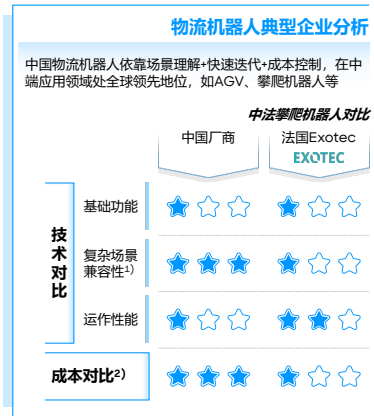 物流机器人典型企业分析
中国物流机器人依靠场景理解+快速迭代+成本控制，在中
端应用领域处全球领先地位，如AGV、攀爬机器人等
中法攀爬机器人对比
中国厂商
法国Exotec
EXOTEC
技术对比
基础功能
复杂场景
兼容性1)
运作性能
成本对比2)